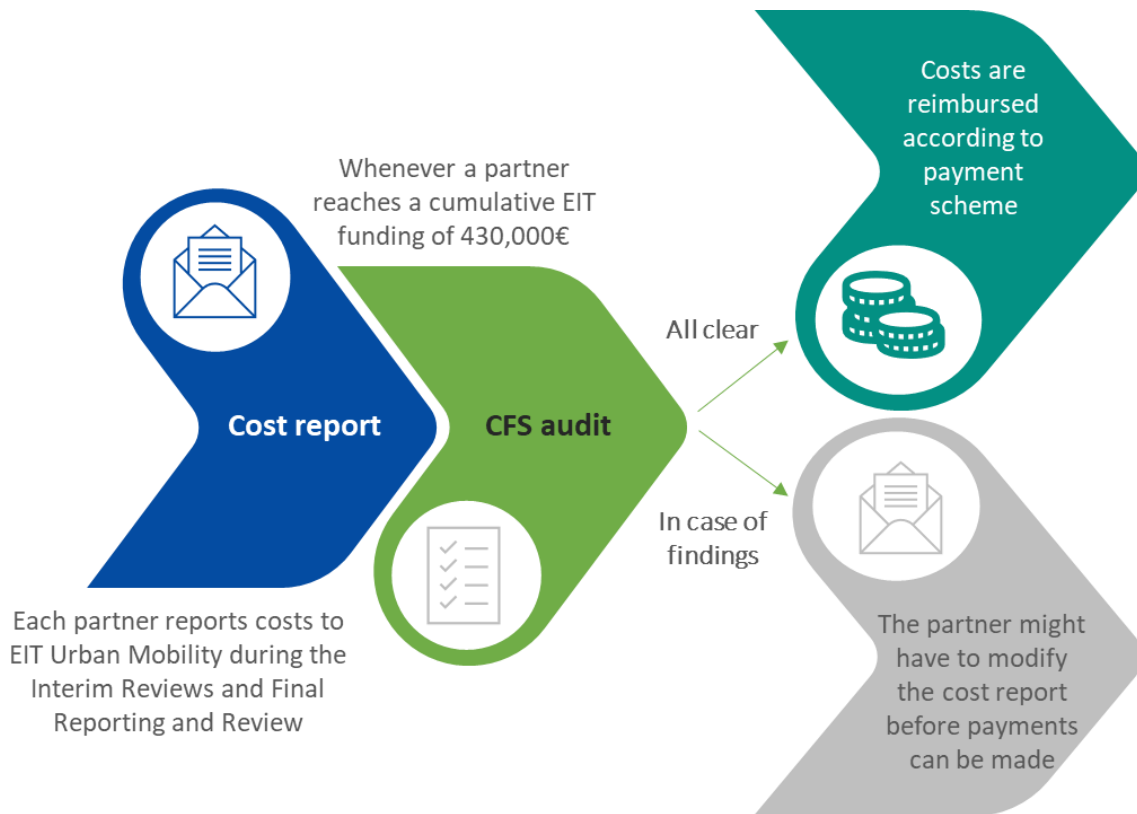 Cost report
Each partner reports costs to
EIT Urban Mobility during the
Interim Reviews and Final
Reporting and Review
Whenever a partner
reaches a cumulative EIT
funding of 430,000€
CFS audit
All clear
Costs are
reimbursed
according to
payment
scheme
In case of
findings
The partner might
have to modify
the cost report
before payments
can be made